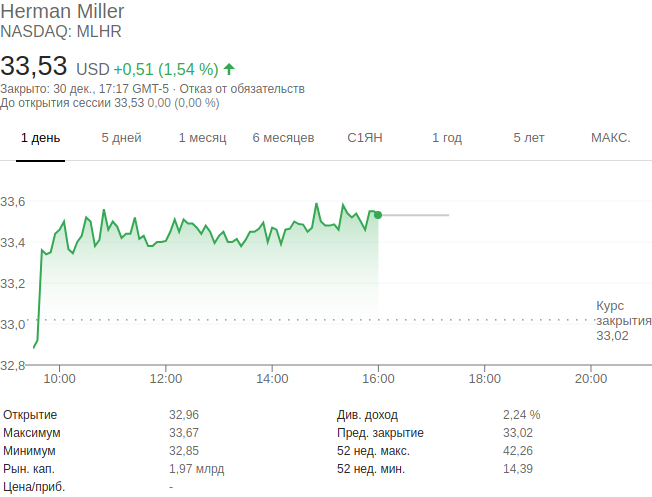 Herman Miller
NASDAQ: MLHR
33,53 USD +0,51 (1,54 %)
Закрыто: 30 дек., 17:17 GMT-5 · Отказ от обязательств
До открытия сессии 33,53 0,00 (0,00 %)
1 день 5 дней 1 месяц 6 месяцев С1ЯН 1 год 5 лет МАКС.
33,6
33,4
33,2
33,0
32,8
Курс
закрытия
33,02
10:00 12:00 14:00 16:00 18:00 20:00
Открытие 32,96 Див. доход 2,24 %
Максимум 33,67 Пред. закрытие 33,02
Минимум 32,85 52 нед. макс. 42,26
Рын. кап. 1,97 млрд 52 нед. мин. 14,39
Цена/приб. -